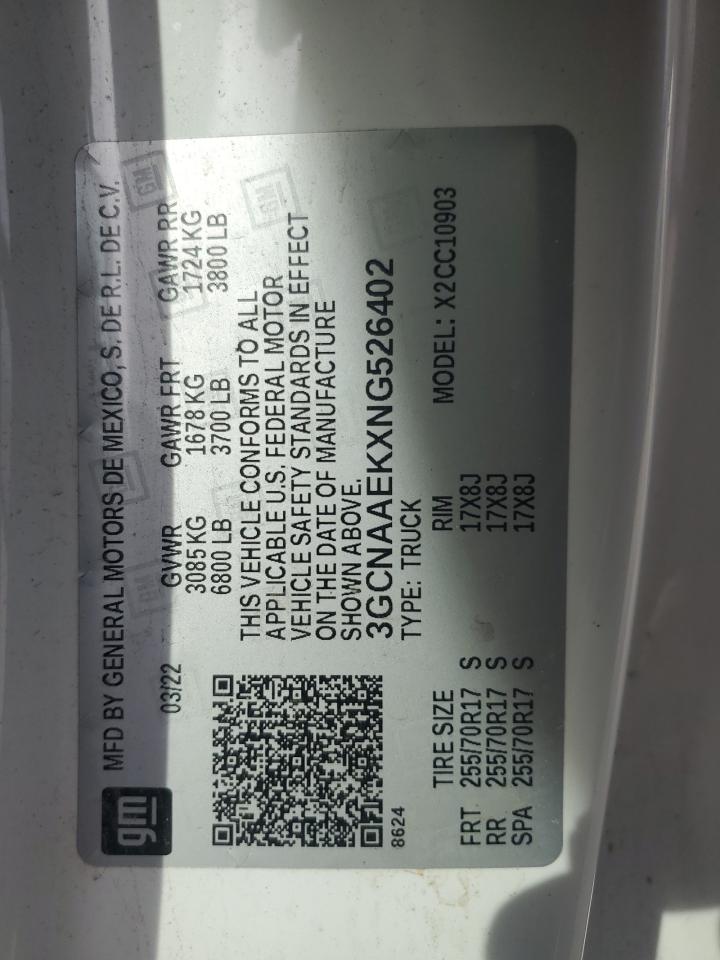 gm MFD BY GENERAL MOTORS DE MEXICO, S. DE R.L. DE C.V.
03/22 GVWR GAWR FRT GAWR RR
3085 KG 1678 KG 1724 KG
6800 LB 3700 LB 3800 LB
THIS VEHICLE CONFORMS TO ALL
APPLICABLE U.S. FEDERAL MOTOR
VEHICLE SAFETY STANDARDS IN EFFECT
ON THE DATE OF MANUFACTURE
SHOWN ABOVE.
3GCNAAEKXNG526402
8624 TYPE: TRUCK
TIRE SIZE RIM MODEL: X2CC10903
FRT 255/70R17 S 17X8J
RR 255/70R17 S 17X8J
SPA 255/70R17 S 17X8J